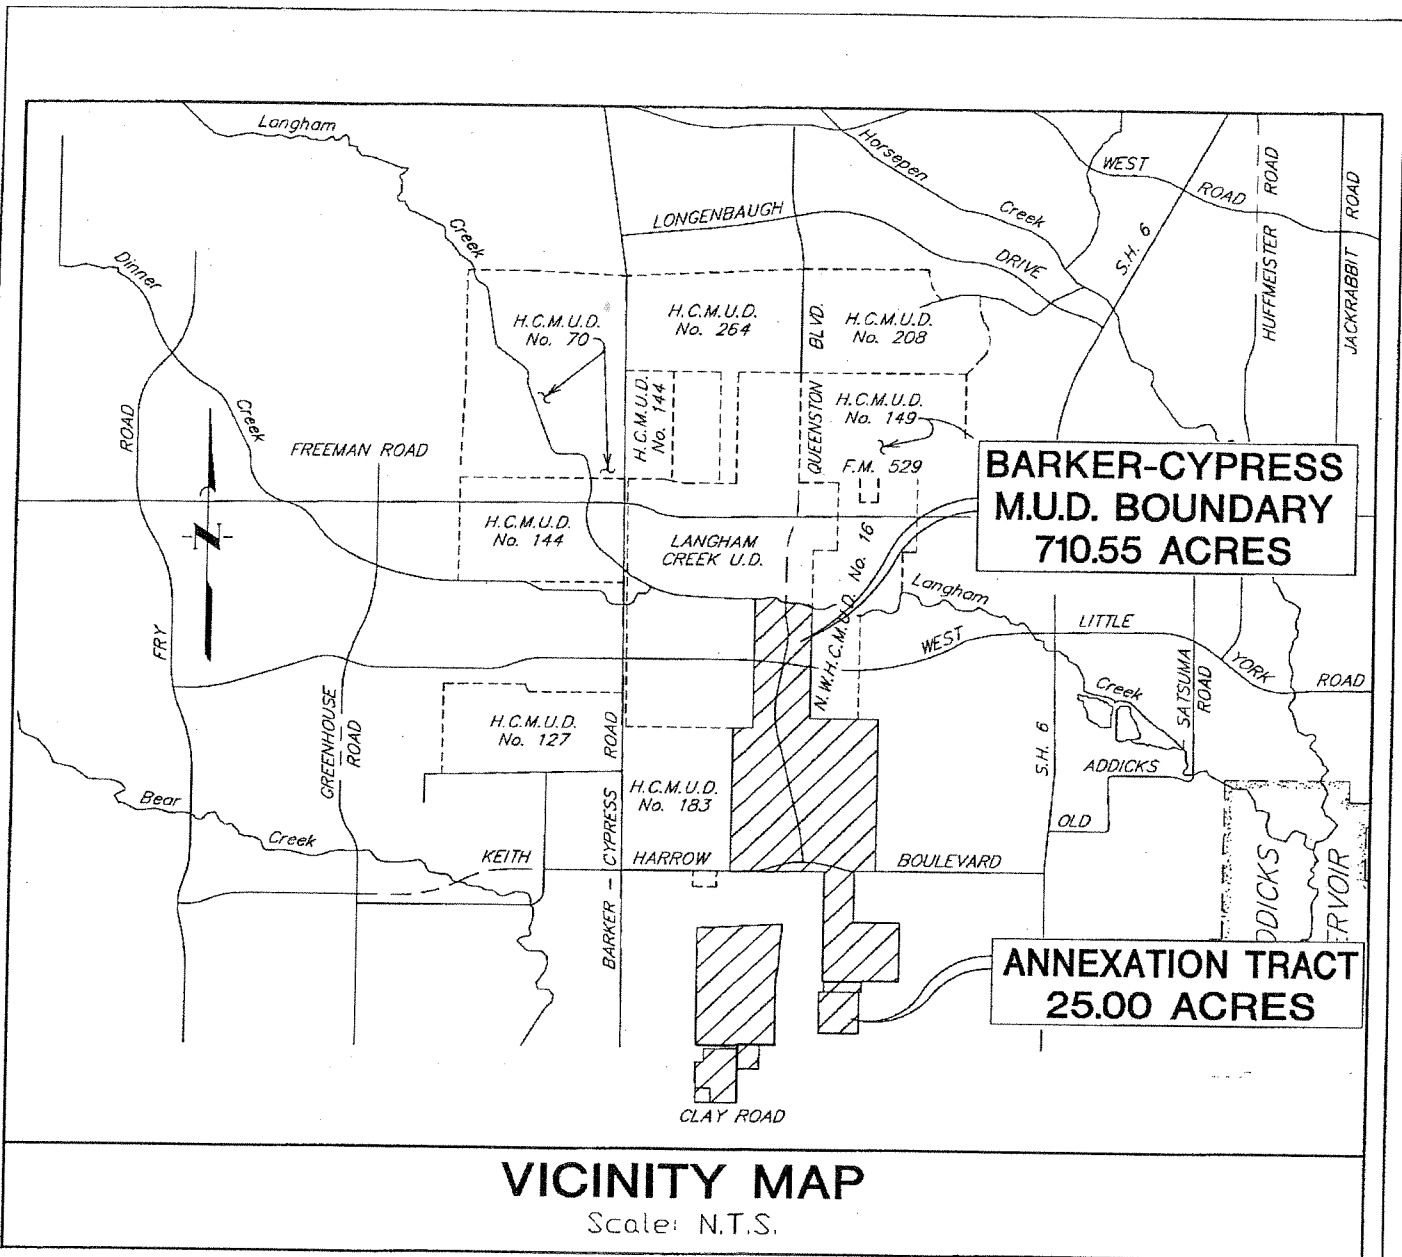 Langham
Creek
Horsepen
Creek
WEST
ROAD
S.H. 6
HUFFMEISTER ROAD
JACKRABBIT ROAD
LONGENBAUGH
DRIVE
Dinner
Creek
H.C.M.U.D.
No. 70
H.C.M.U.D.
No. 264
QUEENSTON BLVD.
H.C.M.U.D.
No. 208
H.C.M.U.D.
No. 144
H.C.M.U.D.
No. 149
FREEMAN ROAD
F.M. 529
BARKER-CYPRESS
M.U.D. BOUNDARY
710.55 ACRES
N
H.C.M.U.D.
No. 144
LANGHAM
CREEK U.D.
N.W.H.C.M.U.D. No. 16
Langham
Creek
FRY ROAD
WEST
LITTLE
YORK
ROAD
SATSUMA
ROAD
GREENHOUSE
ROAD
H.C.M.U.D.
No. 127
H.C.M.U.D.
No. 183
S.H. 6
OLD
ADDICKS
Bear
Creek
KEITH
HARROW
BOULEVARD
BARKER - CYPRESS ROAD
DDICKS
ERVOIR
ANNEXATION TRACT
25.00 ACRES
CLAY ROAD
VICINITY MAP
Scale: N.T.S.